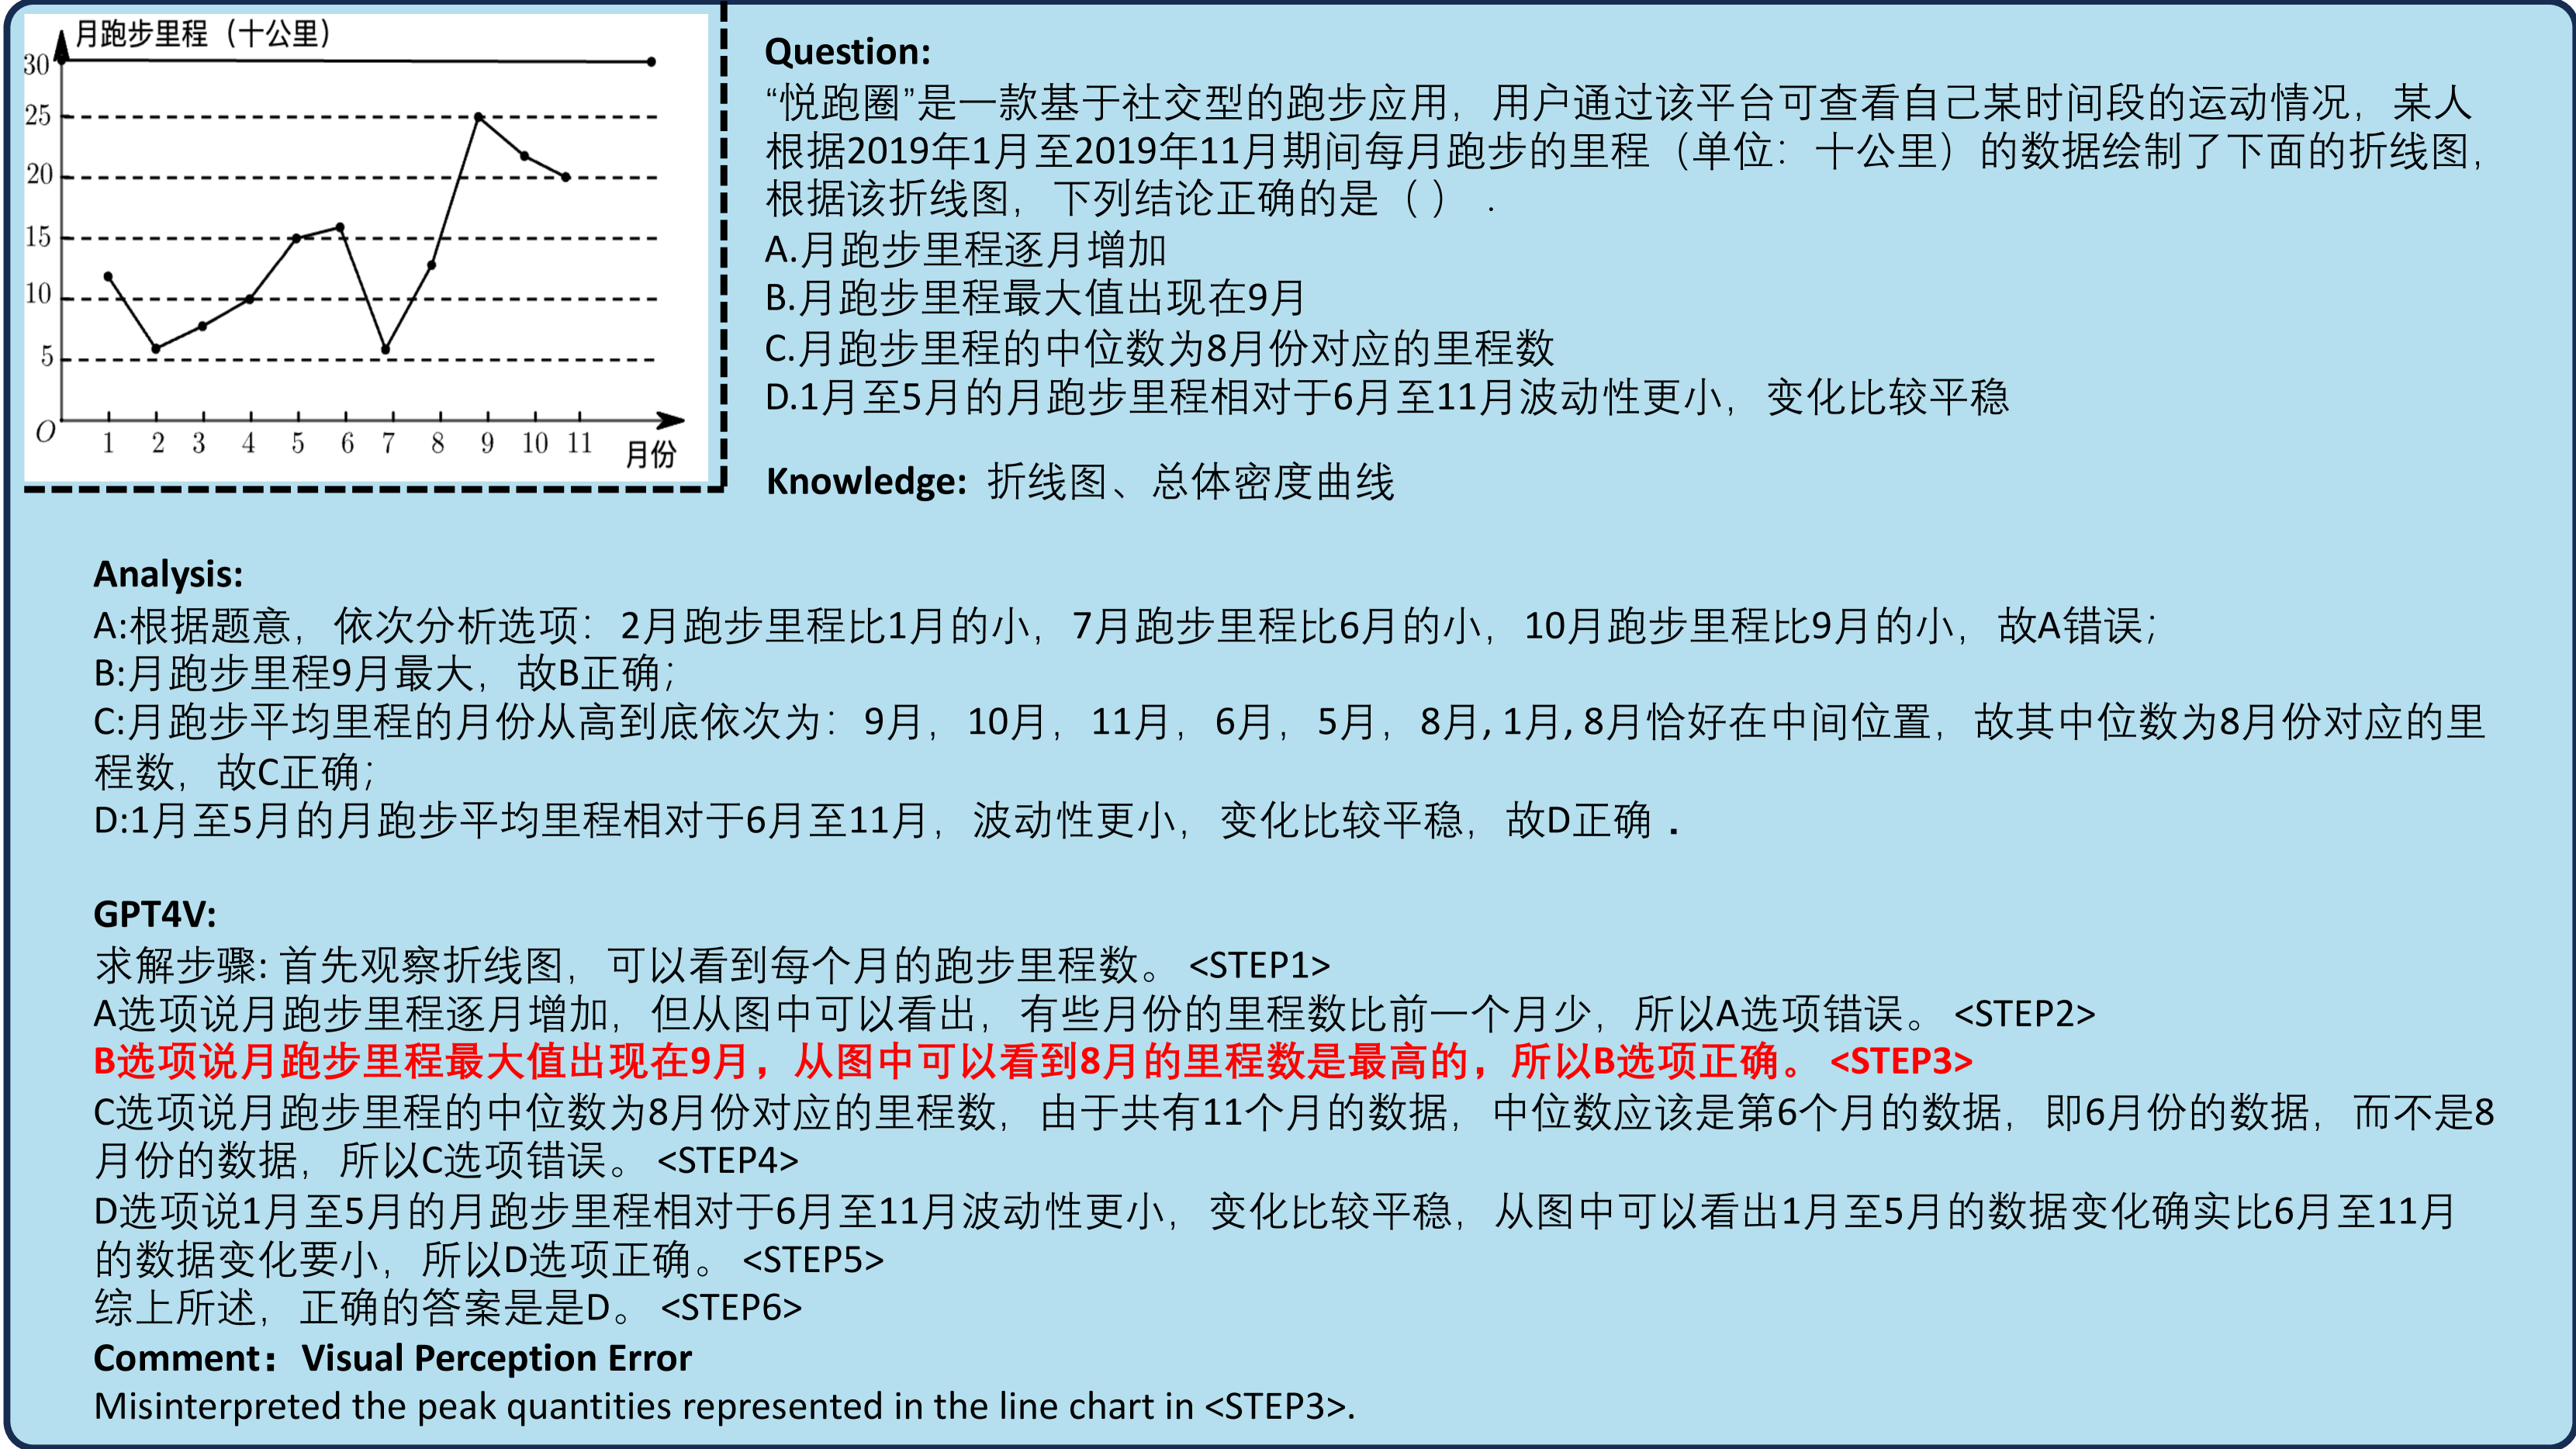 月跑步里程（十公里）
30
25
20
15
10
5
O
1 2 3 4 5 6 7 8 9 10 11
月份
Question:
“悦跑圈”是一款基于社交型的跑步应用，用户通过该平台可查看自己某时间段的运动情况，某人
根据2019年1月至2019年11月期间每月跑步的里程（单位：十公里）的数据绘制了下面的折线图，
根据该折线图，下列结论正确的是（ ）.
A.月跑步里程逐月增加
B.月跑步里程最大值出现在9月
C.月跑步里程的中位数为8月份对应的里程数
D.1月至5月的月跑步里程相对于6月至11月波动性更小，变化比较平稳
Knowledge: 折线图、总体密度曲线
Analysis:
A:根据题意，依次分析选项：2月跑步里程比1月的小，7月跑步里程比6月的小，10月跑步里程比9月的小，故A错误；
B:月跑步里程9月最大，故B正确；
C:月跑步平均里程的月份从高到底依次为：9月，10月，11月，6月，5月，8月, 1月, 8月恰好在中间位置，故其中位数为8月份对应的里
程数，故C正确；
D:1月至5月的月跑步平均里程相对于6月至11月，波动性更小，变化比较平稳，故D正确．
GPT4V:
求解步骤: 首先观察折线图，可以看到每个月的跑步里程数。 <STEP1>
A选项说月跑步里程逐月增加，但从图中可以看出，有些月份的里程数比前一个月少，所以A选项错误。 <STEP2>
B选项说月跑步里程最大值出现在9月，从图中可以看到8月的里程数是最高的，所以B选项正确。 <STEP3>
C选项说月跑步里程的中位数为8月份对应的里程数，由于共有11个月的数据，中位数应该是第6个月的数据，即6月份的数据，而不是8
月份的数据，所以C选项错误。 <STEP4>
D选项说1月至5月的月跑步里程相对于6月至11月波动性更小，变化比较平稳，从图中可以看出1月至5月的数据变化确实比6月至11月
的数据变化要小，所以D选项正确。 <STEP5>
综上所述，正确的答案是是D。 <STEP6>
Comment：Visual Perception Error
Misinterpreted the peak quantities represented in the line chart in <STEP3>.